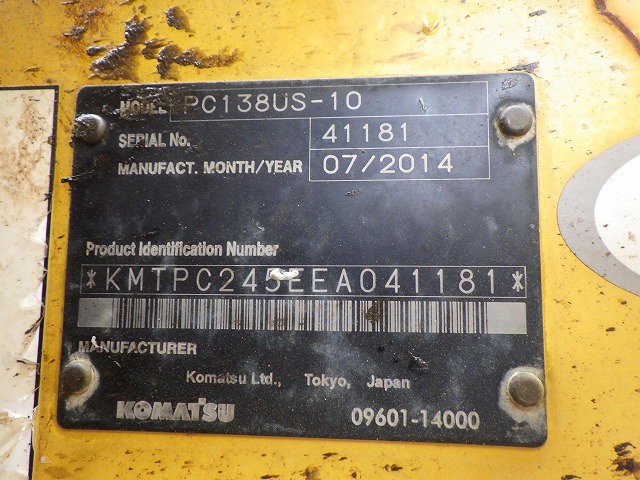 MODEL PC138US-10
SERIAL No. 41181
MANUFACT. MONTH/YEAR 07/2014
Product Identification Number
*KMTPC245EEA041181*
MANUFACTURER
Komatsu Ltd., Tokyo, Japan
KOMATSU 09601-14000